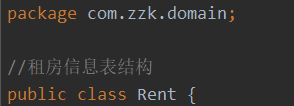 package com.zzk.domain;
//租房信息表结构
public class Rent {